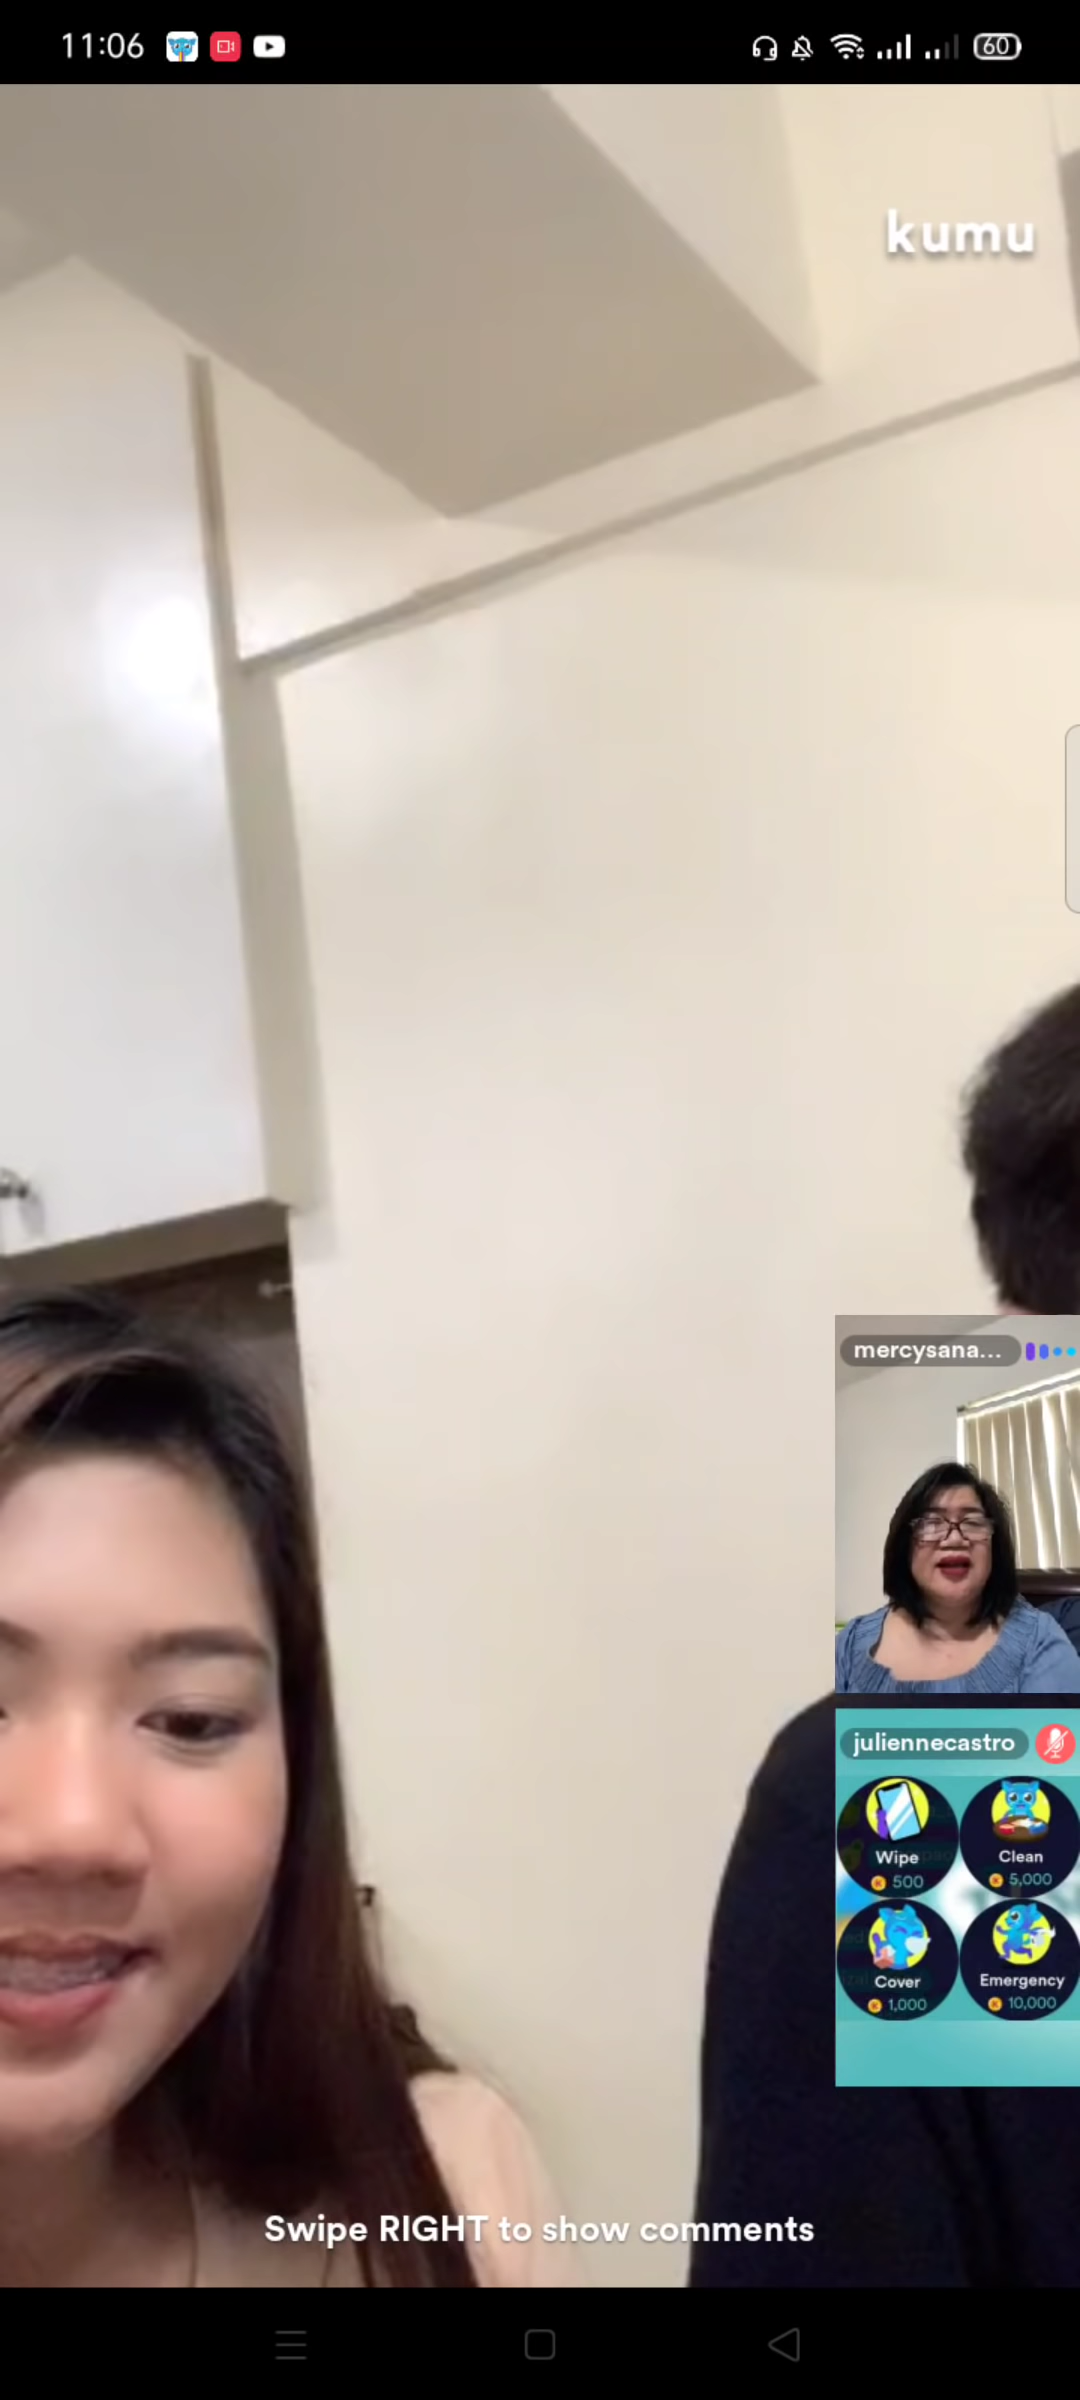 11:06
60
kumu
mercysana...
juliennecastro
Wipe
500
Clean
5,000
Cover
1,000
Emergency
10,000
Swipe RIGHT to show comments